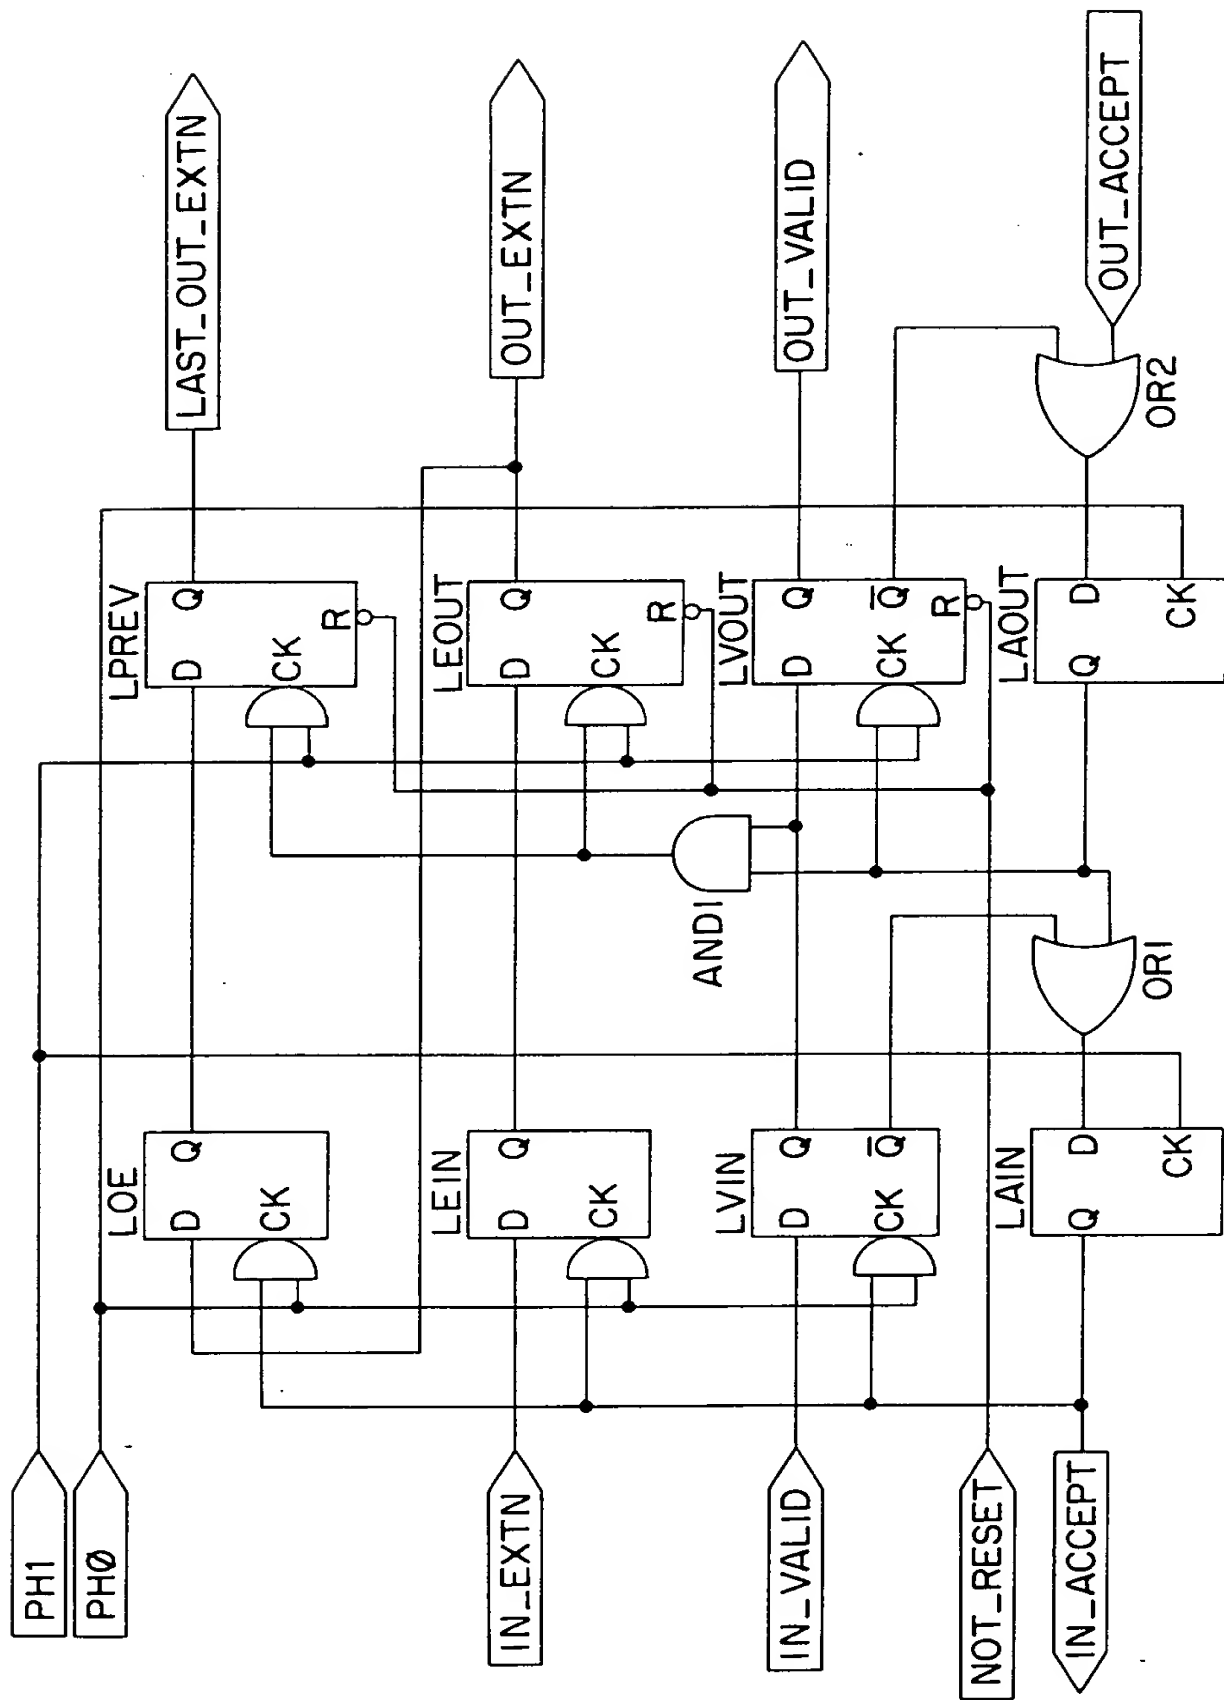 PH1
PHØ
LOE
LPREV
D Q D Q LAST_OUT_EXTN
CK CK
R
LEIN
LEOUT
IN_EXTN D Q D Q OUT_EXTN
CK CK
R
AND1
LVIN
LVOUT
IN_VALID D Q D Q OUT_VALID
CK Q̅ CK Q̅
R
NOT_RESET
LAIN
LAOUT
IN_ACCEPT Q D Q D OUT_ACCEPT
OR1
OR2
CK CK